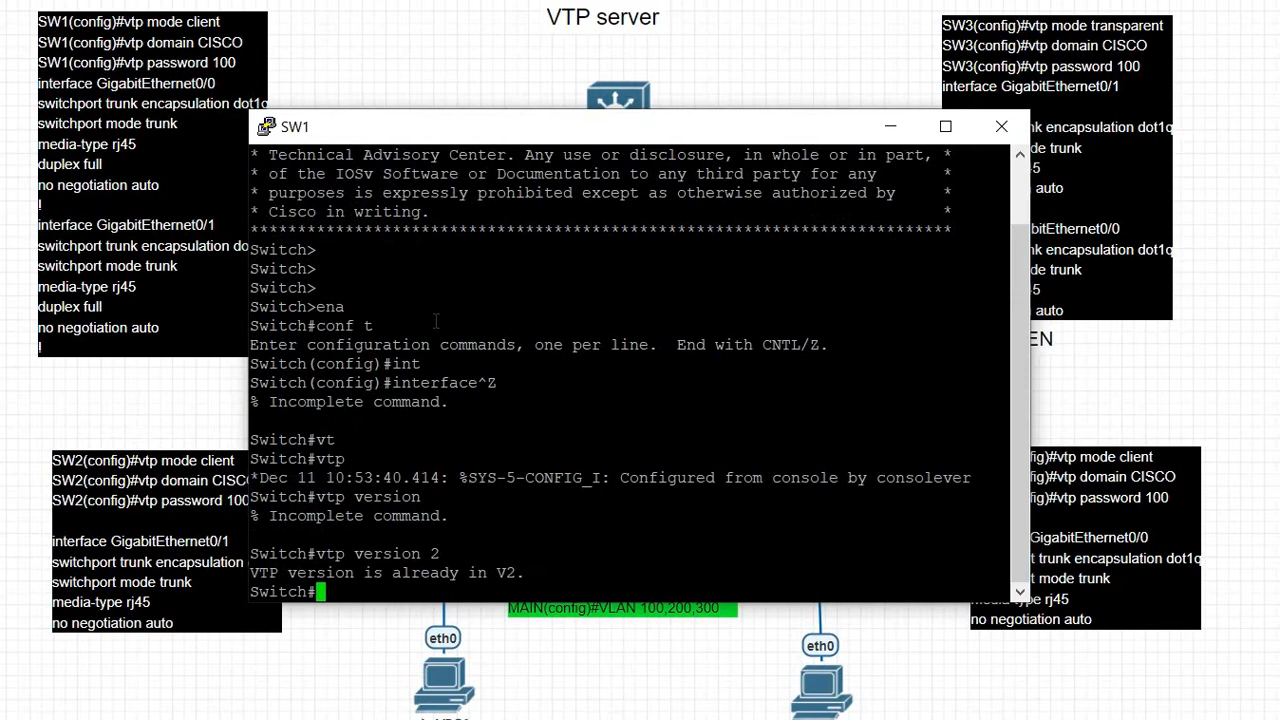 VTP server
SW1(config)#vtp mode client
SW1(config)#vtp domain CISCO
SW1(config)#vtp password 100
interface GigabitEthernet0/0
switchport trunk encapsulation dot1q
switchport mode trunk
media-type rj45
duplex full
no negotiation auto
!
interface GigabitEthernet0/1
switchport trunk encapsulation do
switchport mode trunk
media-type rj45
duplex full
no negotiation auto
!
SW3(config)#vtp mode transparent
SW3(config)#vtp domain CISCO
SW3(config)#vtp password 100
interface GigabitEthernet0/1
nk encapsulation dot1q
de trunk
45
auto
bitEthernet0/0
nk encapsulation dot1q
de trunk
45
auto
EN
SW1
* Technical Advisory Center. Any use or disclosure, in whole or in part, *
* of the IOSv Software or Documentation to any third party for any *
* purposes is expressly prohibited except as otherwise authorized by *
* Cisco in writing. *
**************************************************************************
Switch>
Switch>
Switch>
Switch>ena
Switch#conf t
Enter configuration commands, one per line. End with CNTL/Z.
Switch(config)#int
Switch(config)#interface^Z
% Incomplete command.
Switch#vt
Switch#vtp
*Dec 11 10:53:40.414: %SYS-5-CONFIG_I: Configured from console by consolever
Switch#vtp version
% Incomplete command.
Switch#vtp version 2
VTP version is already in V2.
Switch#
SW2(config)#vtp mode client
SW2(config)#vtp domain CISC
SW2(config)#vtp password 100
interface GigabitEthernet0/1
switchport trunk encapsulation do
switchport mode trunk
media-type rj45
no negotiation auto
nfig)#vtp mode client
nfig)#vtp domain CISCO
nfig)#vtp password 100
GigabitEthernet0/0
t trunk encapsulation dot1q
t mode trunk
media-type rj45
no negotiation auto
MAIN(config)#VLAN 100,200,300
eth0
eth0